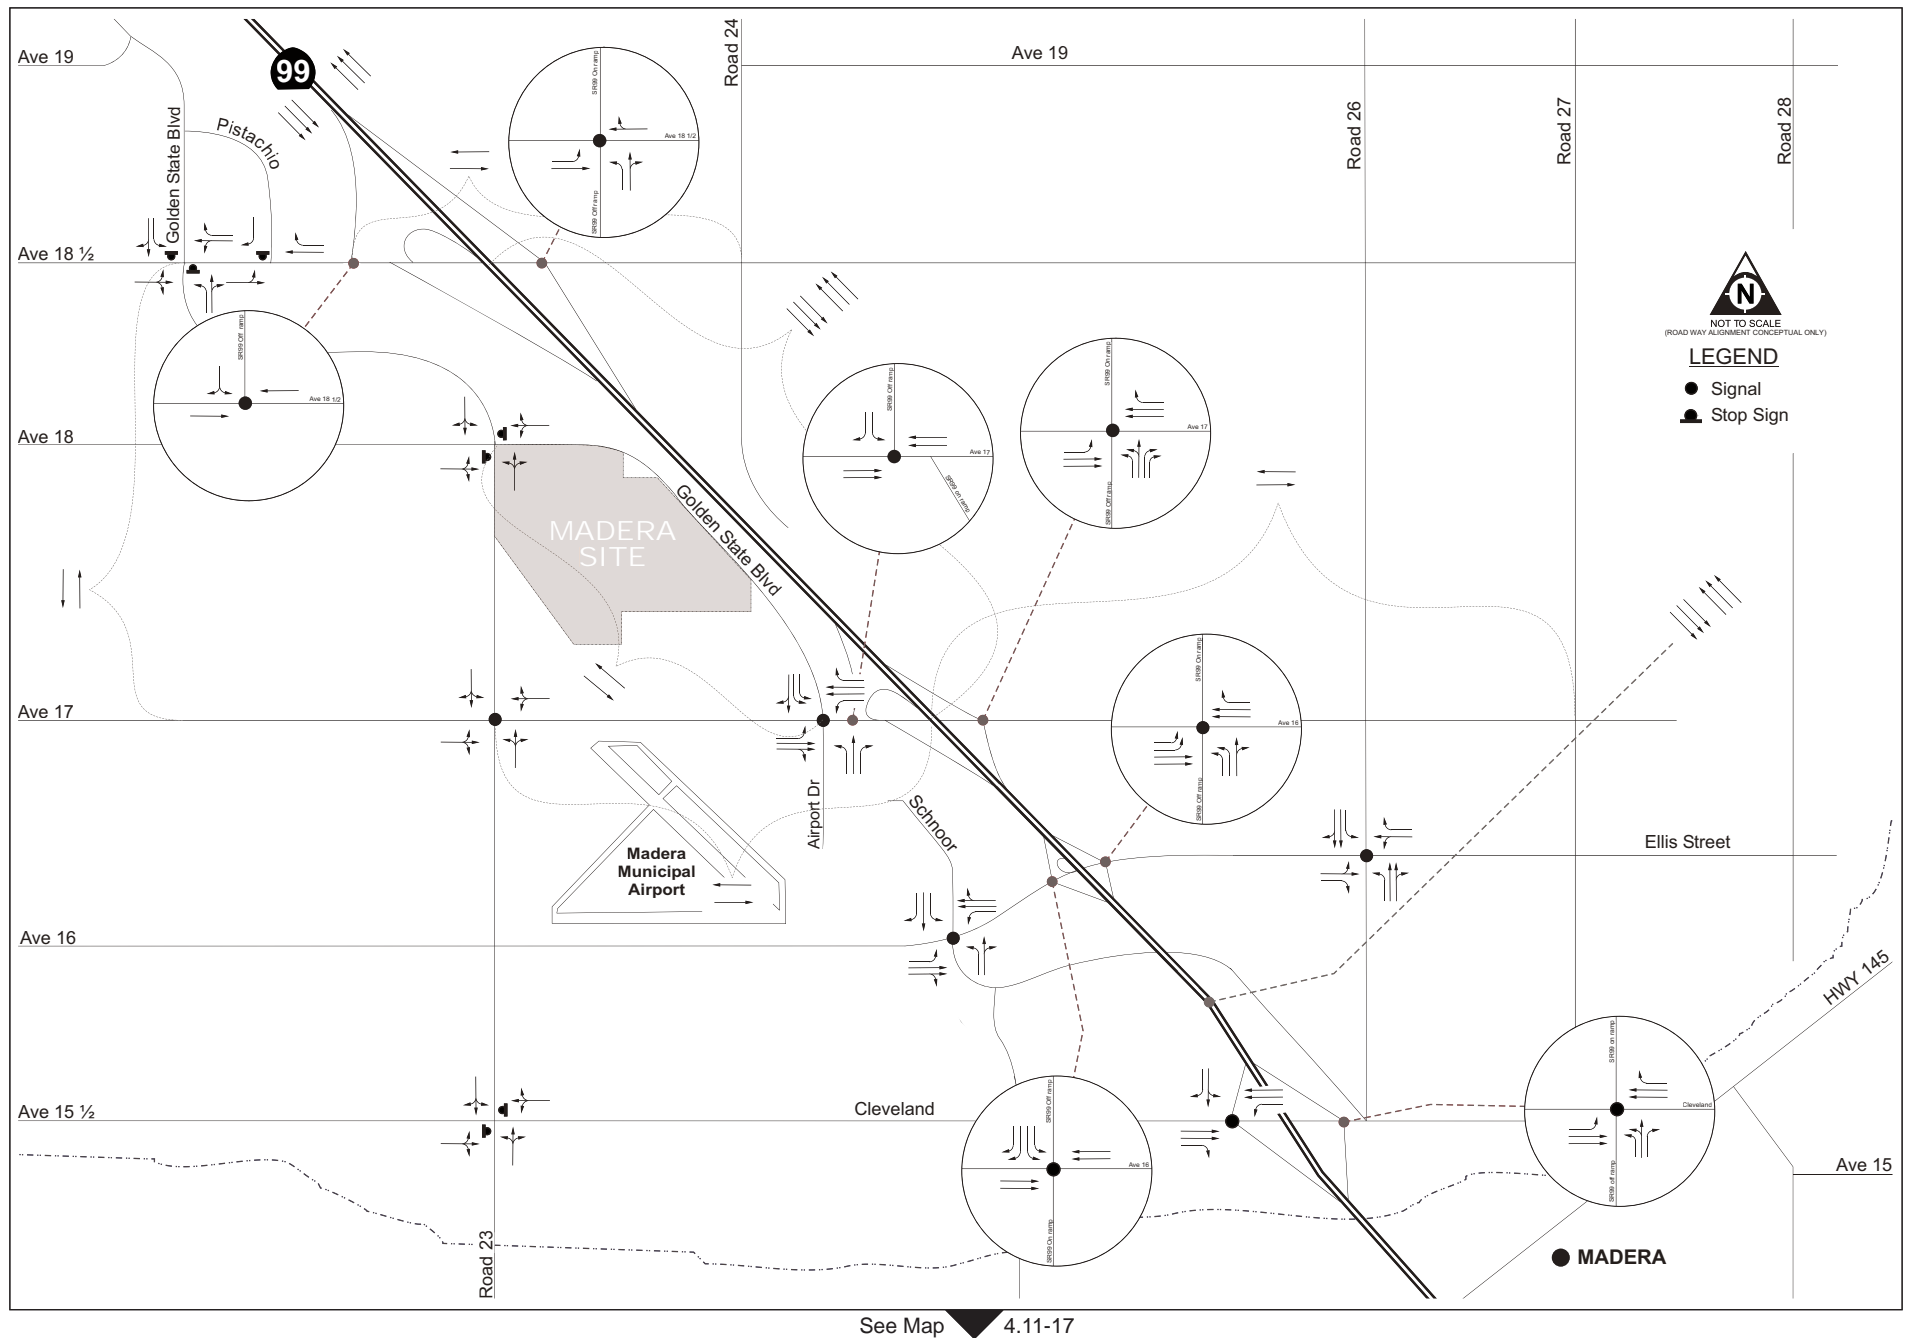 Ave 19
Golden State Blvd
Pistachio
99
SR99 On ramp
Ave 18 1/2
SR99 Off ramp
Road 24
Ave 19
Road 26
Road 27
Road 28
Ave 18 ½
SR99 Off ramp
Ave 18 1/2
N
NOT TO SCALE
(ROAD WAY ALIGNMENT CONCEPTUAL ONLY)
LEGEND
Signal
Stop Sign
Ave 18
MADERA
SITE
Golden State Blvd
SR99 Off ramp
Ave 17
SR99 on ramp
SR99 On ramp
Ave 17
SR99 Off ramp
Ave 17
Airport Dr
Schnoor
Madera
Municipal
Airport
SR99 On ramp
Ave 16
SR99 Off ramp
Ellis Street
Ave 16
HWY 145
Ave 15 ½
Cleveland
SR99 Off ramp
Ave 16
SR99 On ramp
SR99 on ramp
Cleveland
SR99 off ramp
Ave 15
Road 23
MADERA
See Map 4.11-17